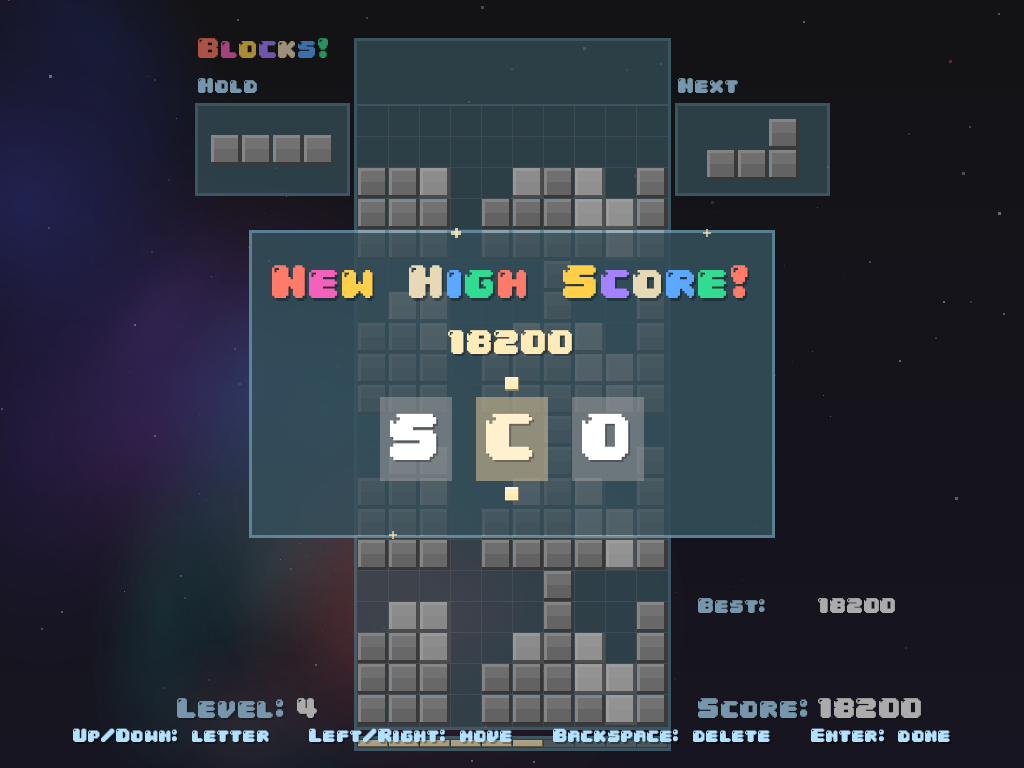 Blocks!
Hold
Next
New High Score!
18200
S C O
Best: 18200
Level: 4
Score: 18200
Up/Down: letter Left/Right: move Backspace: delete Enter: done